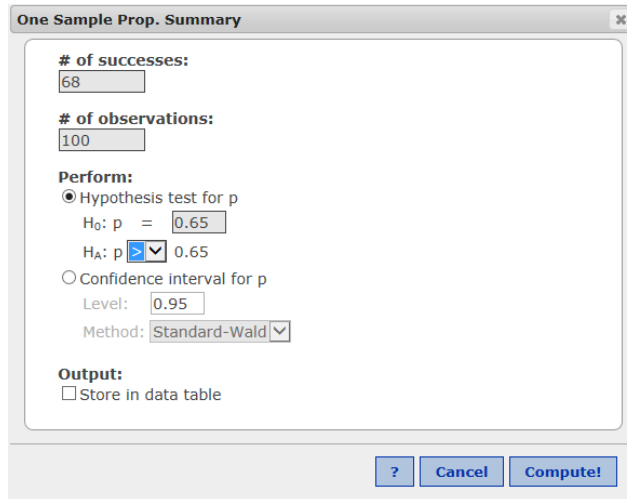 One Sample Prop. Summary ×
# of successes:
68
# of observations:
100
Perform:
Hypothesis test for p
H₀: p = 0.65
Hᴀ: p > 0.65
Confidence interval for p
Level: 0.95
Method: Standard-Wald
Output:
Store in data table
? Cancel Compute!